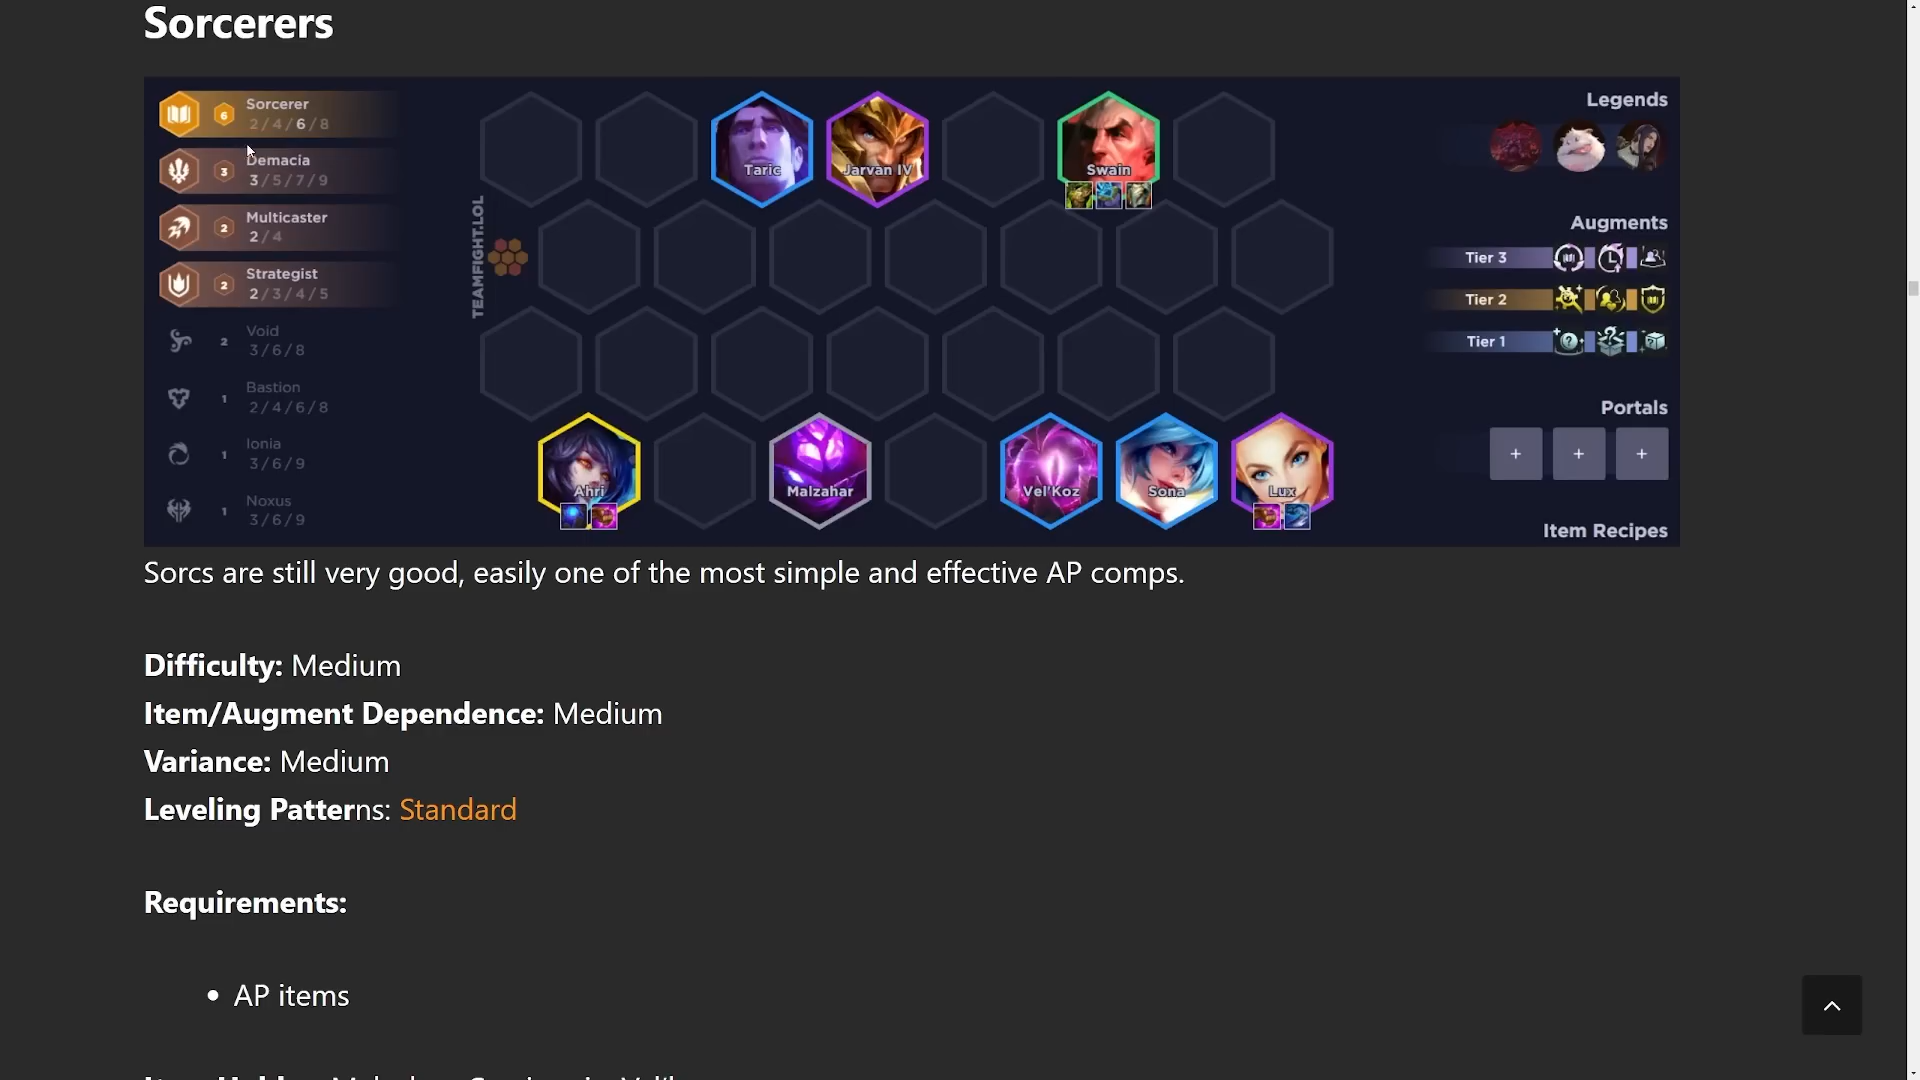 Sorcerers
6
Sorcerer
2 / 4 / 6 / 8
3
Demacia
3 / 5 / 7 / 9
2
Multicaster
2 / 4
2
Strategist
2 / 3 / 4 / 5
2
Void
3 / 6 / 8
1
Bastion
2 / 4 / 6 / 8
1
Ionia
3 / 6 / 9
1
Noxus
3 / 6 / 9
TEAMFIGHT.LOL
Taric
Jarvan IV
Swain
Ahri
Malzahar
Vel'Koz
Sona
Lux
Legends
Augments
Tier 3
Tier 2
Tier 1
Portals
+ + +
Item Recipes
Sorcs are still very good, easily one of the most simple and effective AP comps.
Difficulty: Medium
Item/Augment Dependence: Medium
Variance: Medium
Leveling Patterns: Standard
Requirements:
• AP items